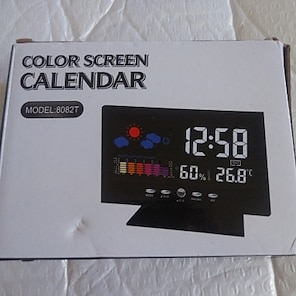 COLOR SCREEN
CALENDAR
MODEL:8082T
12:58
60% 26.8°C